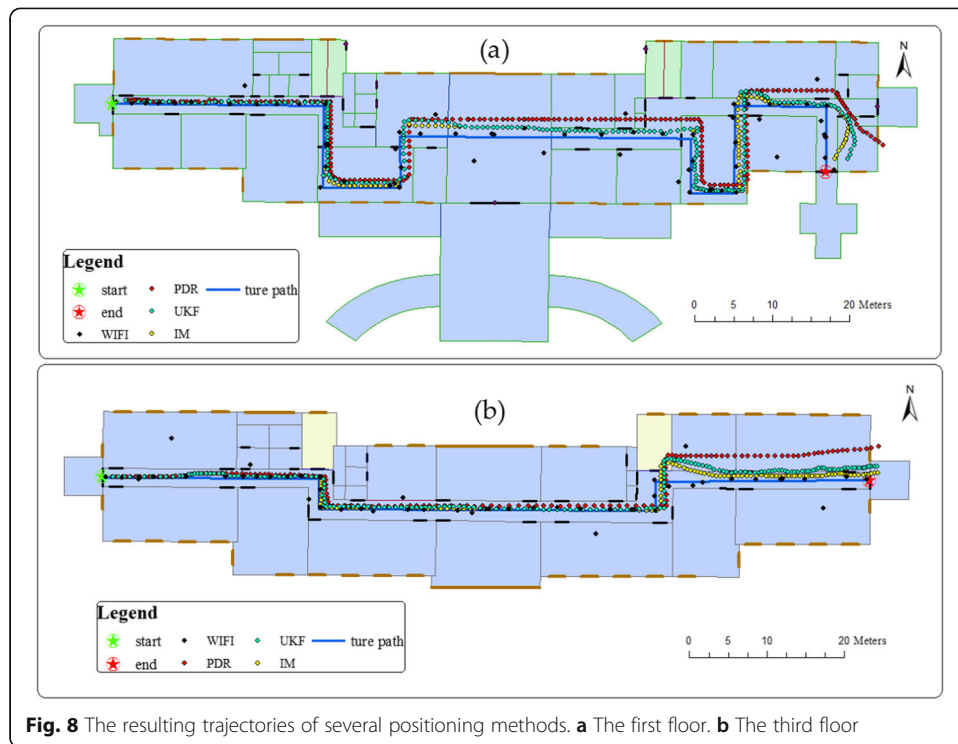 (a)
N
Legend
start PDR ture path
end UKF
WIFI IM
0 5 10 20 Meters
(b)
N
Legend
start WIFI UKF ture path
end PDR IM
0 5 10 20 Meters
Fig. 8 The resulting trajectories of several positioning methods. a The first floor. b The third floor